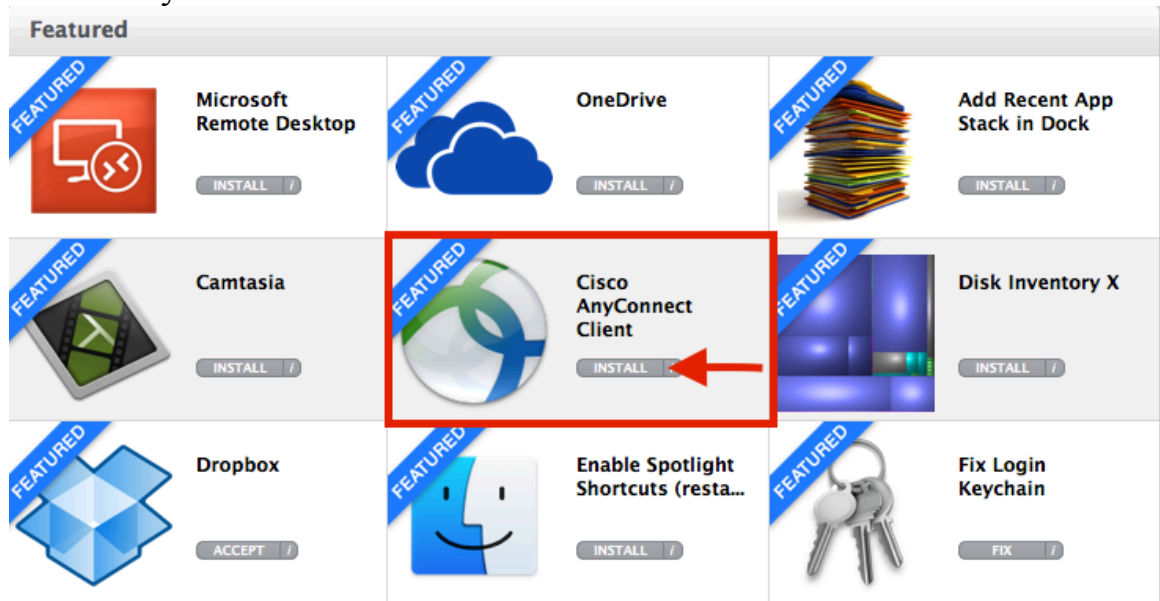 Featured
FEATURED
Microsoft
Remote Desktop
INSTALL i
FEATURED
OneDrive
INSTALL i
FEATURED
Add Recent App
Stack in Dock
INSTALL i
FEATURED
Camtasia
INSTALL i
FEATURED
Cisco
AnyConnect
Client
INSTALL
FEATURED
Disk Inventory X
INSTALL i
FEATURED
Dropbox
ACCEPT i
FEATURED
Enable Spotlight
Shortcuts (resta...
INSTALL i
FEATURED
Fix Login
Keychain
FIX i